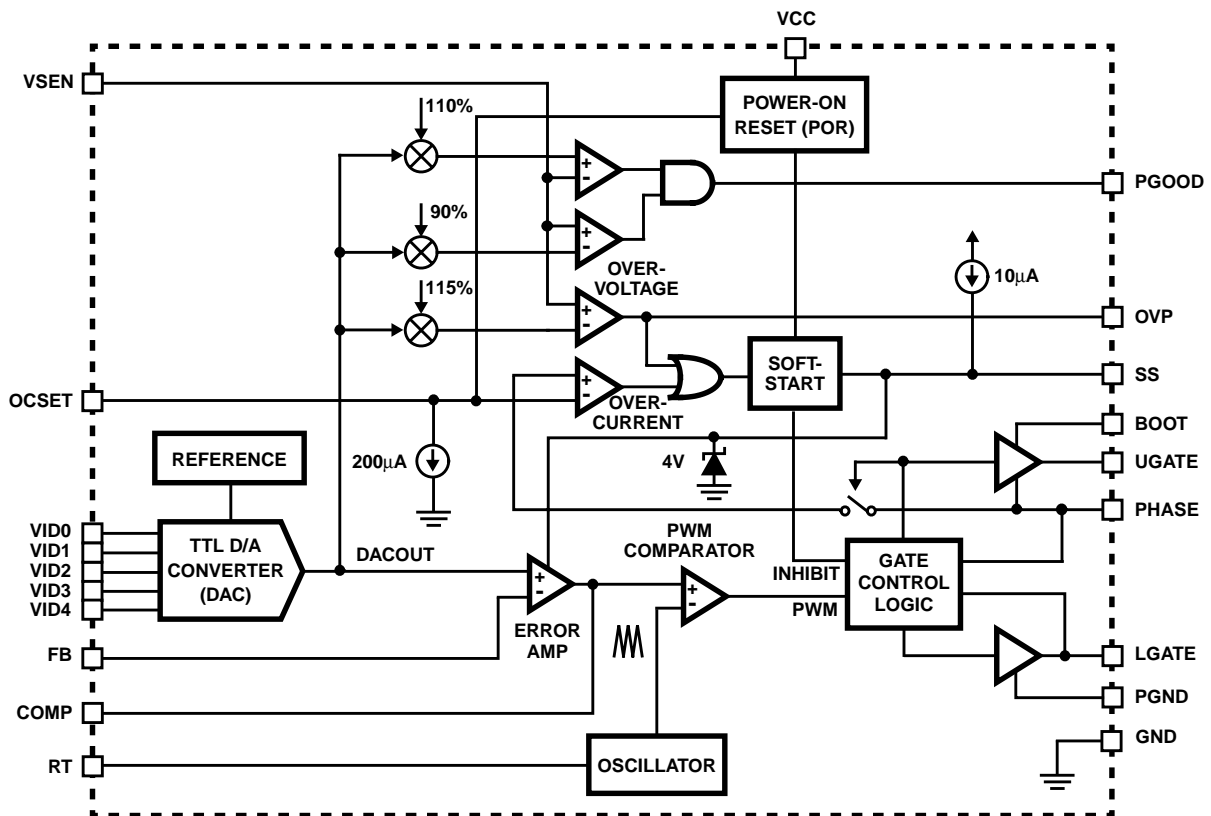 VCC
VSEN
POWER-ON
RESET (POR)
110%
+
-
PGOOD
90%
+
-
10µA
OVER-
VOLTAGE
115%
+
-
OVP
SOFT-
START
SS
+
-
OCSET
OVER-
CURRENT
BOOT
REFERENCE
200µA
4V
UGATE
PHASE
VID0
VID1
VID2
VID3
VID4
TTL D/A
CONVERTER
(DAC)
DACOUT
PWM
COMPARATOR
+
-
+
-
INHIBIT
PWM
GATE
CONTROL
LOGIC
ERROR
AMP
FB
LGATE
PGND
COMP
GND
RT
OSCILLATOR